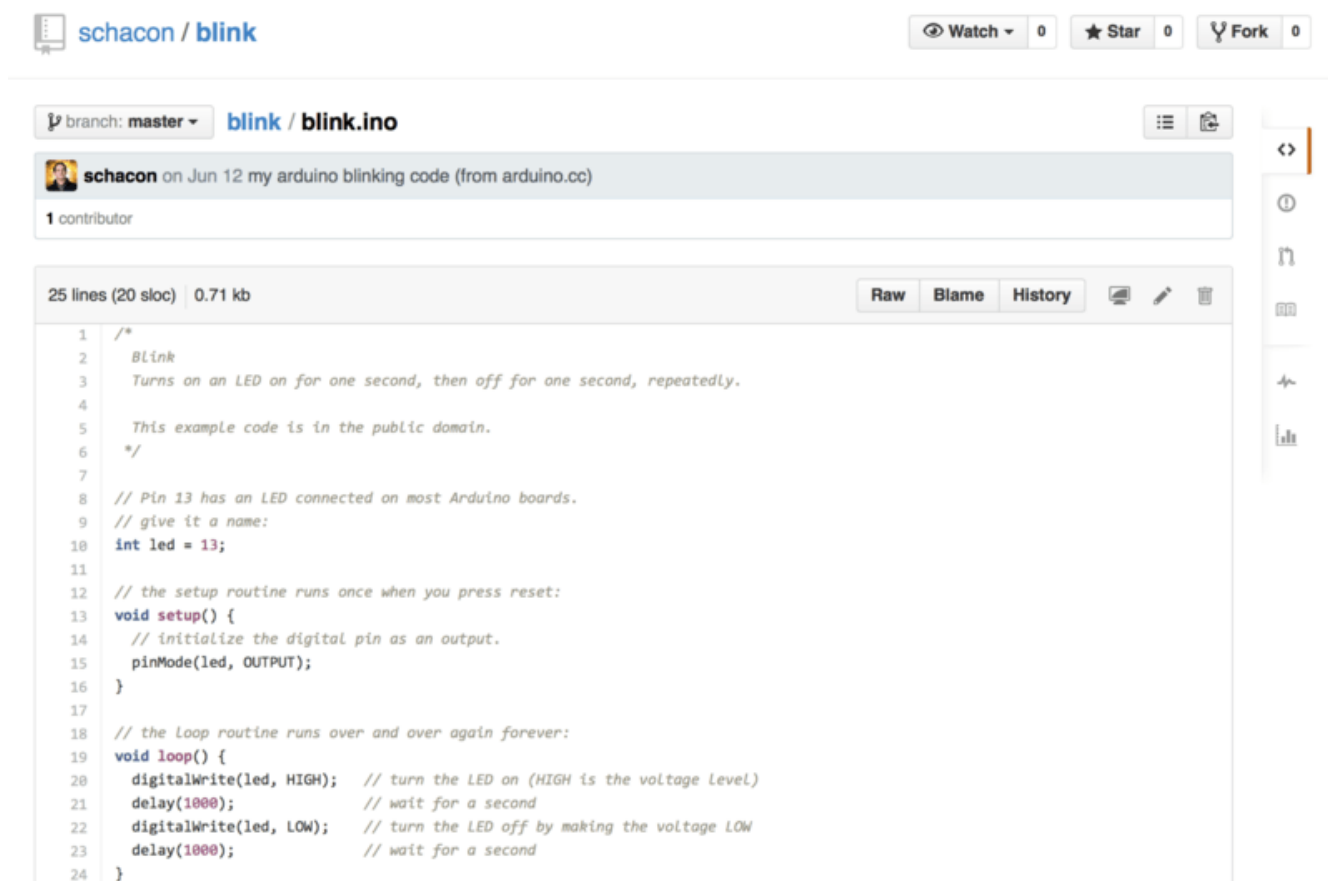 schacon / blink
Watch 0 Star 0 Fork 0
branch: master blink / blink.ino
schacon on Jun 12 my arduino blinking code (from arduino.cc)
1 contributor
25 lines (20 sloc) 0.71 kb Raw Blame History
1 /*
2   Blink
3   Turns on an LED on for one second, then off for one second, repeatedly.
4
5   This example code is in the public domain.
6  */
7
8 // Pin 13 has an LED connected on most Arduino boards.
9 // give it a name:
10 int led = 13;
11
12 // the setup routine runs once when you press reset:
13 void setup() {
14   // initialize the digital pin as an output.
15   pinMode(led, OUTPUT);
16 }
17
18 // the loop routine runs over and over again forever:
19 void loop() {
20   digitalWrite(led, HIGH);   // turn the LED on (HIGH is the voltage level)
21   delay(1000);               // wait for a second
22   digitalWrite(led, LOW);    // turn the LED off by making the voltage LOW
23   delay(1000);               // wait for a second
24 }